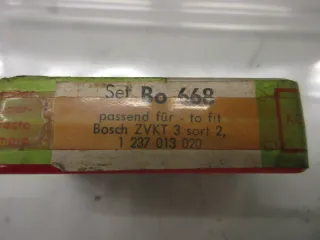 Set Bo 668
passend für - to fit
Bosch ZVKT 3 sort 2,
1 237 013 020